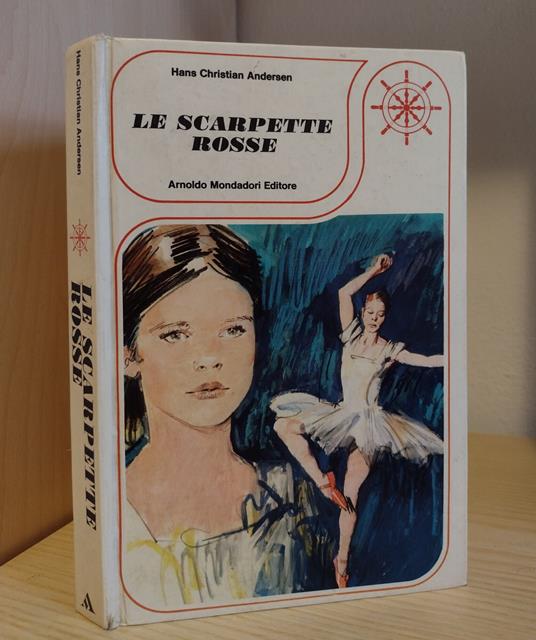 Hans Christian Andersen
LE SCARPETTE
ROSSE
Arnoldo Mondadori Editore
Hans Christian Andersen
LE SCARPETTE
ROSSE